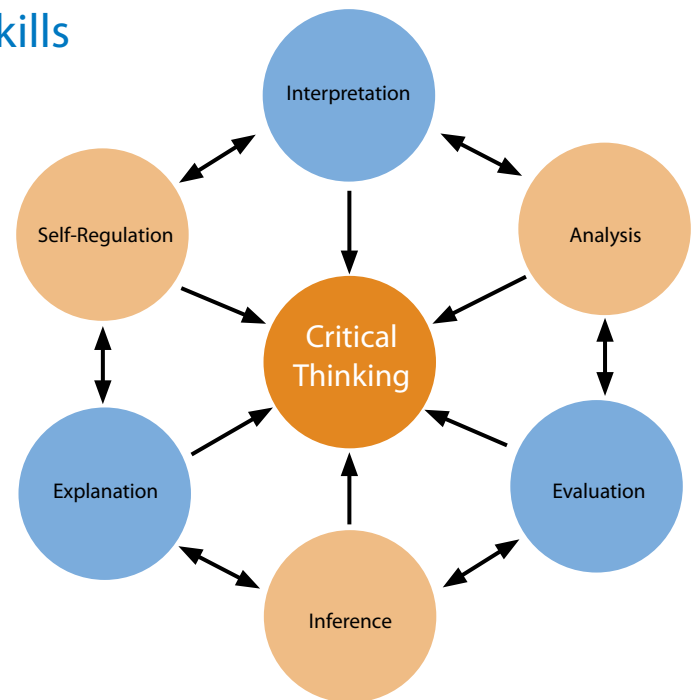 kills
Interpretation
Self-Regulation
Analysis
Critical
Thinking
Explanation
Evaluation
Inference